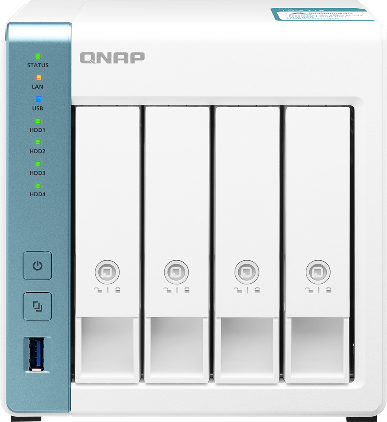 QNAP
STATUS
LAN
USB
HDD1
HDD2
HDD3
HDD4